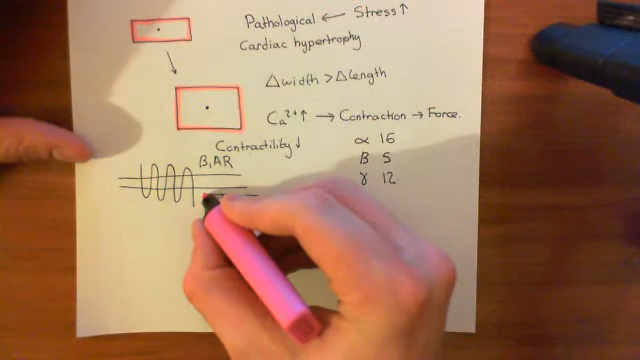 Pathological ← Stress↑
Cardiac hypertrophy
Δwidth > Δlength
Ca²⁺↑ → Contraction → Force.
Contractility↓
β₁AR
α 16
β 5
γ 12